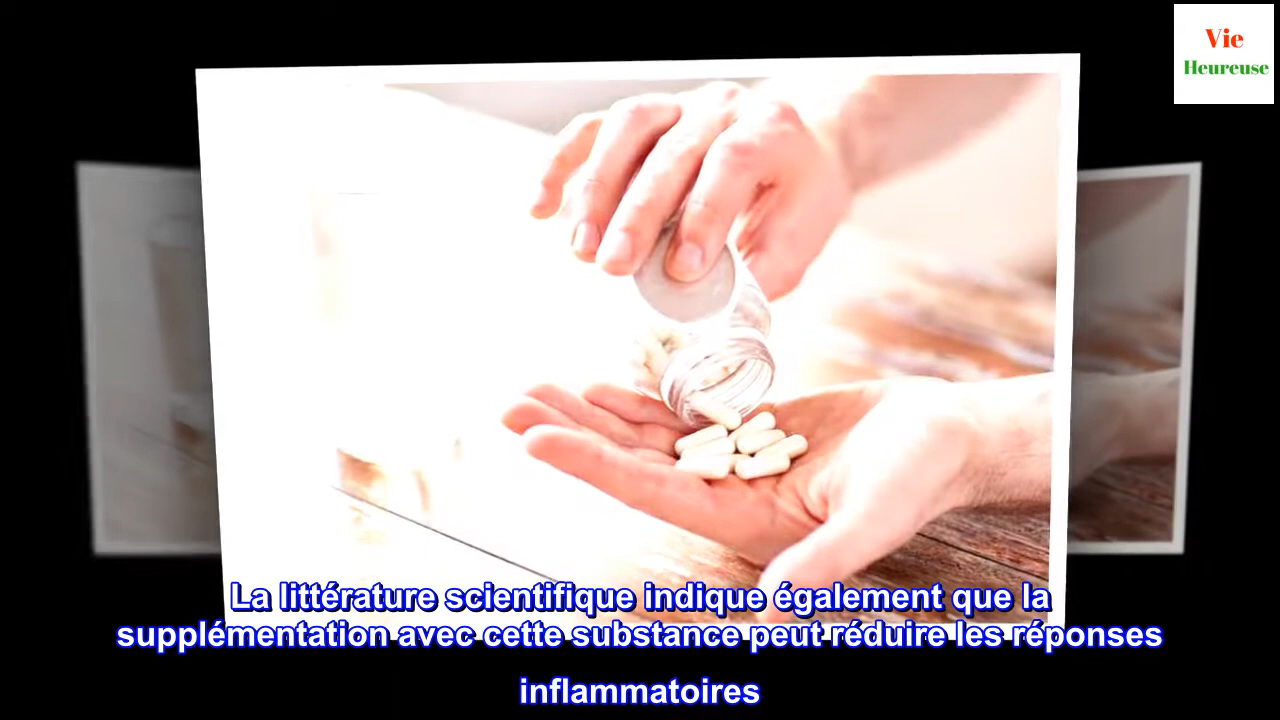 Vie
Heureuse
La littérature scientifique indique également que la
supplémentation avec cette substance peut réduire les réponses
inflammatoires